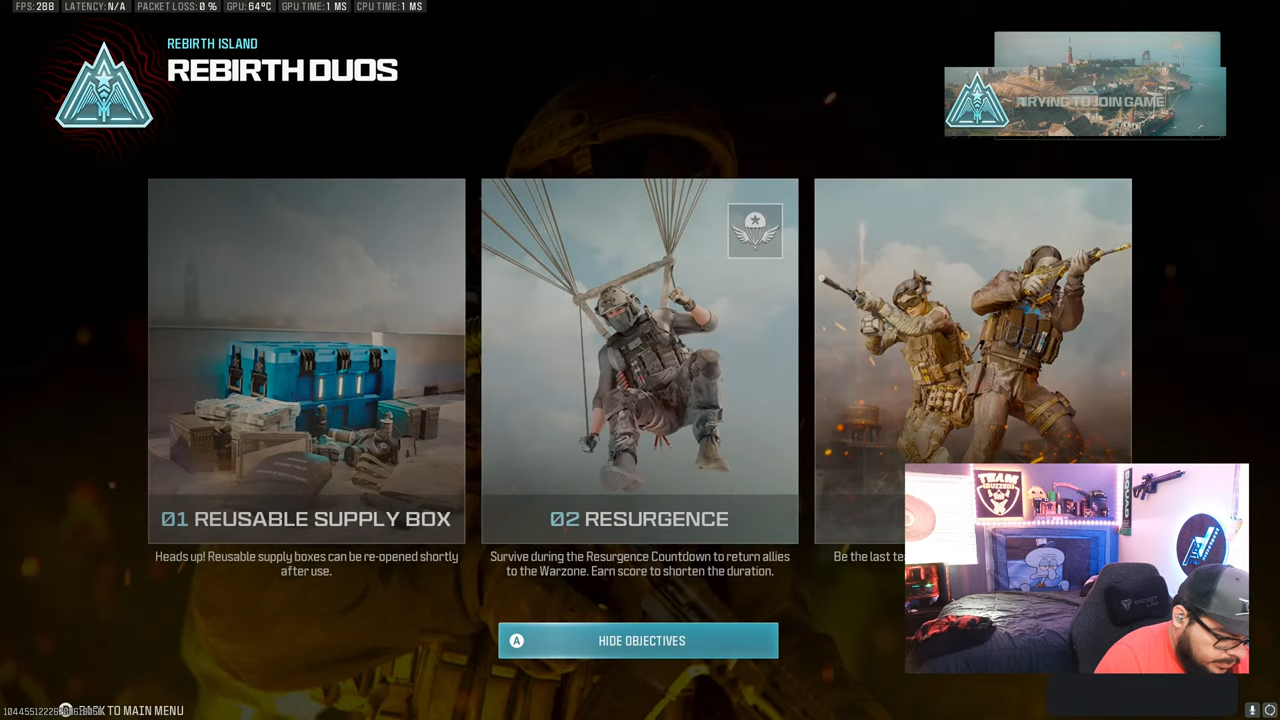 FPS: 288 LATENCY: N/A PACKET LOSS: 0 % GPU: 64°C GPU TIME: 1 MS CPU TIME: 1 MS
REBIRTH ISLAND
REBIRTH DUOS
TRYING TO JOIN GAME
01 REUSABLE SUPPLY BOX
Heads up! Reusable supply boxes can be re-opened shortly
after use.
02 RESURGENCE
Survive during the Resurgence Countdown to return allies
to the Warzone. Earn score to shorten the duration.
Be the last
TEAM
A HIDE OBJECTIVES
BACK TO MAIN MENU